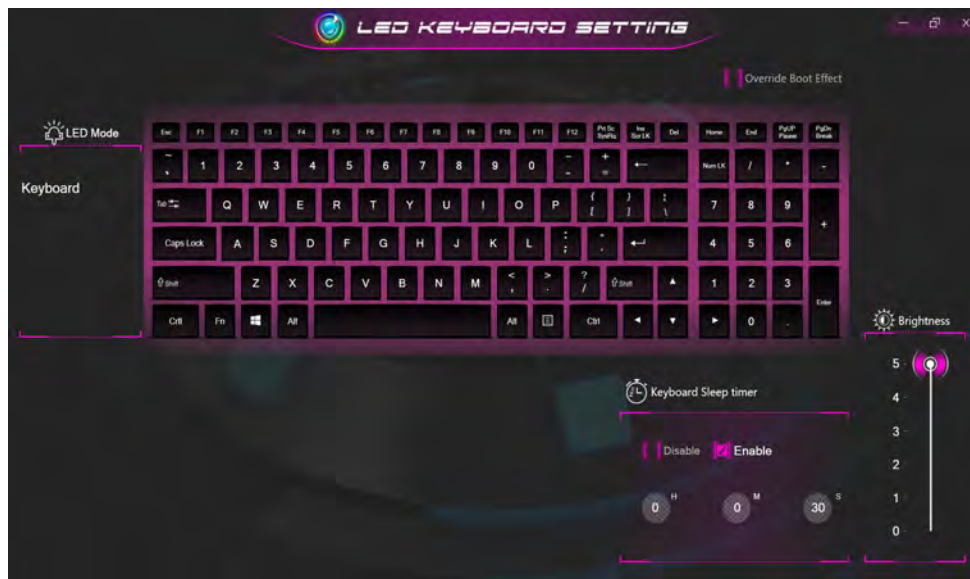 LED KEYBOARD SETTING
Override Boot Effect
LED Mode
Keyboard
Esc F1 F2 F3 F4 F5 F6 F7 F8 F9 F10 F11 F12 Prt Sc SysRq Ins Scr LK Del Home End PgUP Pause PgDn Break
~ ` 1 2 3 4 5 6 7 8 9 0 - - + = ← Num LK / * -
Tab Q W E R T Y U I O P { [ } ] \ 7 8 9 +
Caps Lock A S D F G H J K L : ; 4 5 6
Shift Z X C V B N M < , > . ? / Shift ▲ 1 2 3 Enter
Crtl Fn Alt Alt Ctrl ◄ ▼ ► 0 .
Brightness
5
4
3
2
1
0
Keyboard Sleep timer
Disable Enable
0 H 0 M 30 S